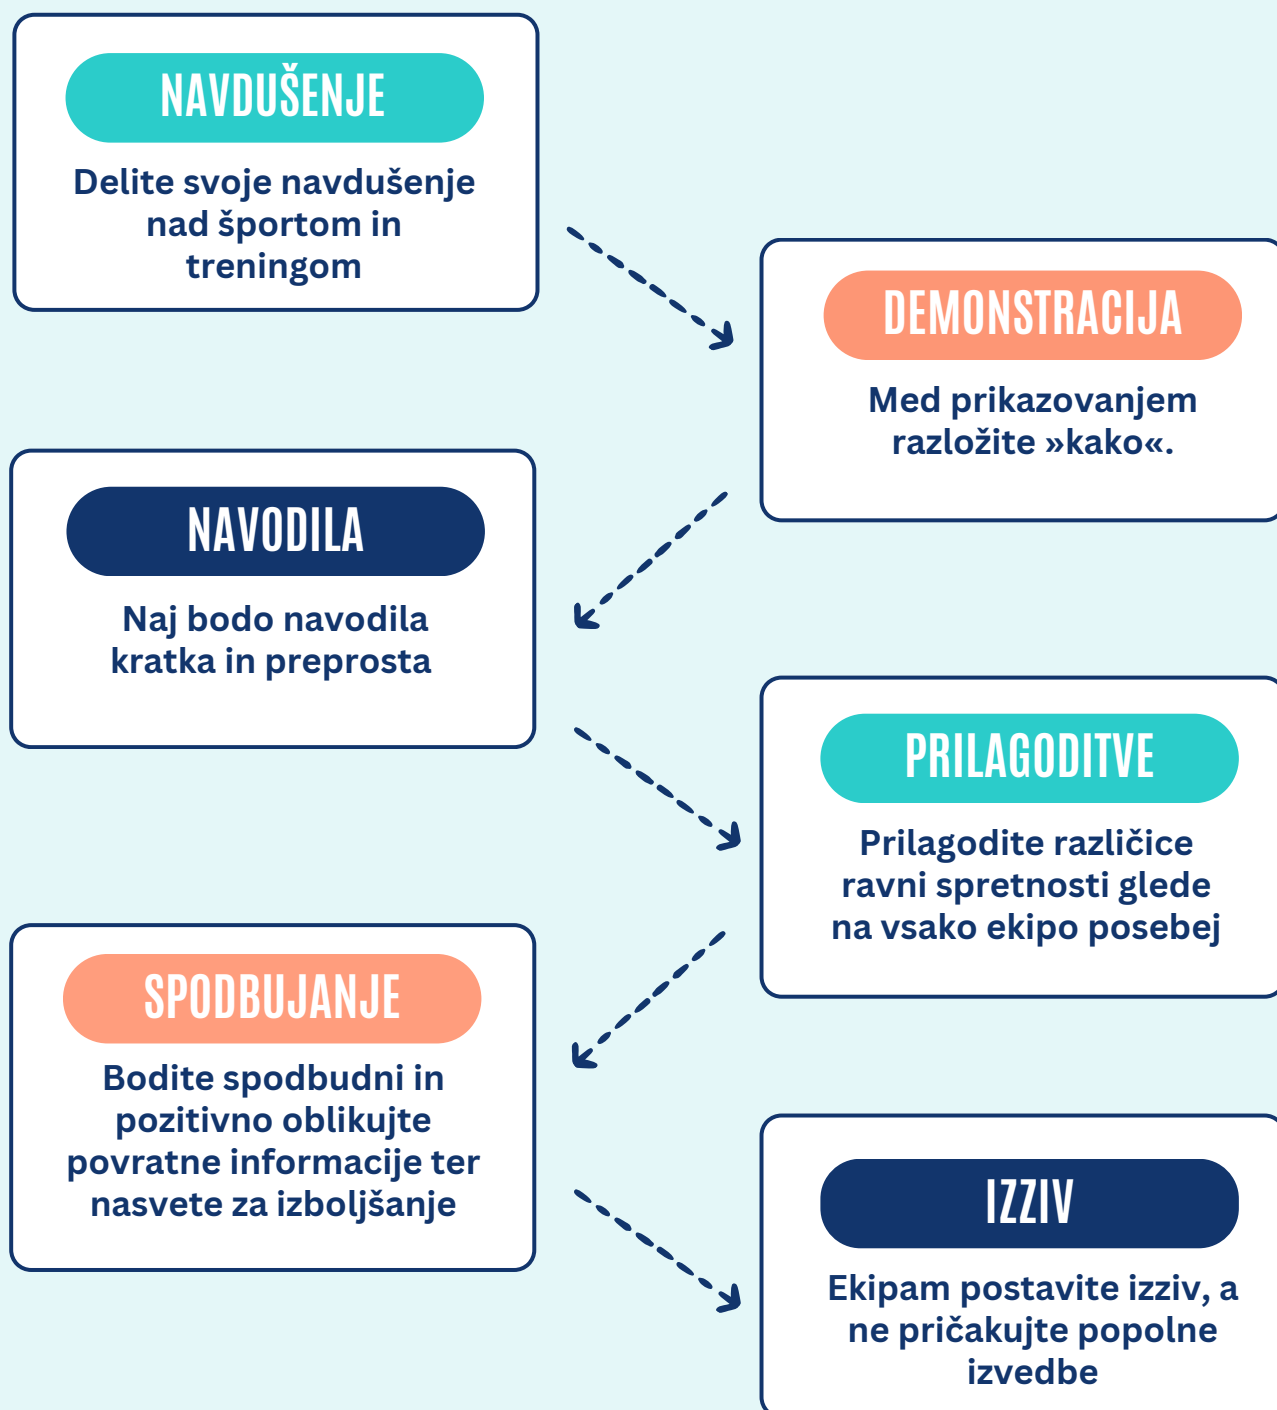 NAVDUŠENJE
Delite svoje navdušenje
nad športom in
treningom
DEMONSTRACIJA
Med prikazovanjem
razložite »kako«.
NAVODILA
Naj bodo navodila
kratka in preprosta
PRILAGODITVE
Prilagodite različice
ravni spretnosti glede
na vsako ekipo posebej
SPODBUJANJE
Bodite spodbudni in
pozitivno oblikujte
povratne informacije ter
nasvete za izboljšanje
IZZIV
Ekipam postavite izziv, a
ne pričakujte popolne
izvedbe